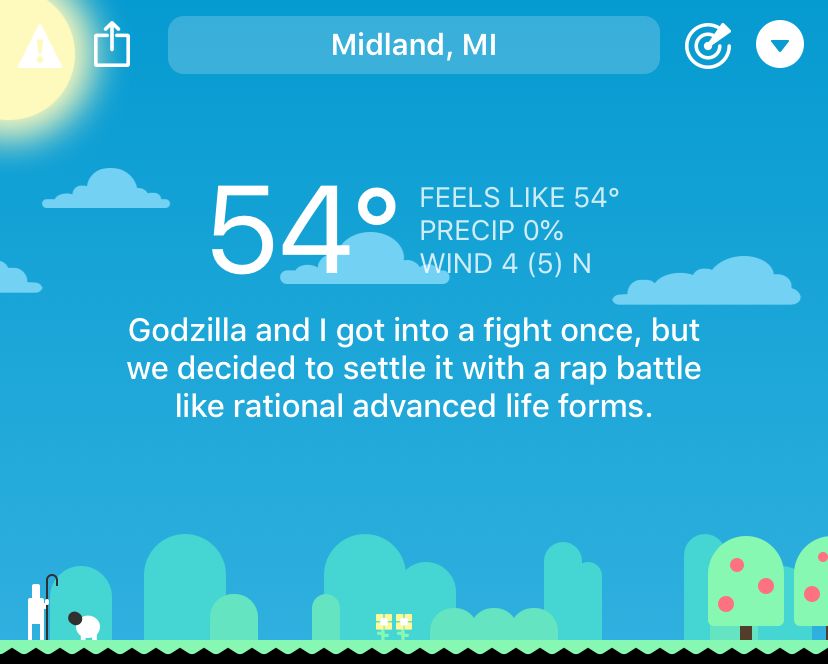 Midland, MI
54°
FEELS LIKE 54°
PRECIP 0%
WIND 4 (5) N
Godzilla and I got into a fight once, but
we decided to settle it with a rap battle
like rational advanced life forms.